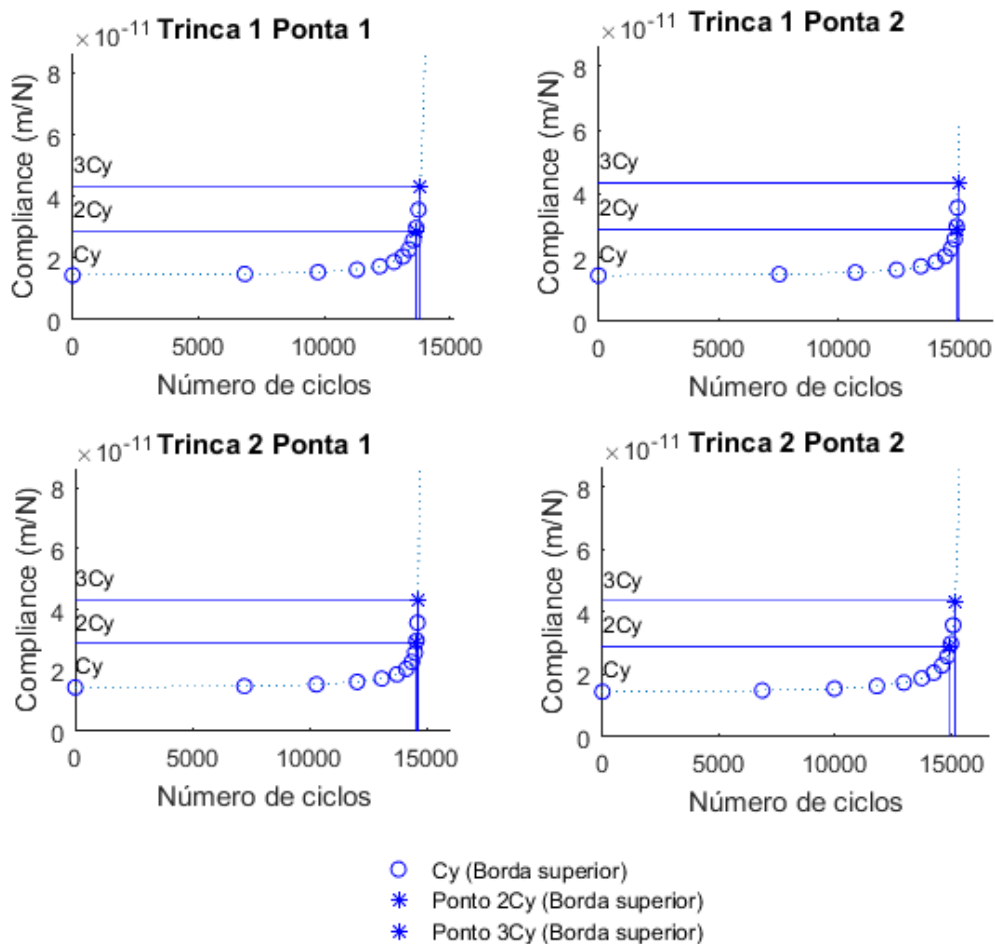 × 10⁻¹¹ Trinca 1 Ponta 1
Compliance (m/N)
8
6
4
2
0
3Cy
2Cy
Cy
0 5000 10000 15000
Número de ciclos
× 10⁻¹¹ Trinca 1 Ponta 2
Compliance (m/N)
8
6
4
2
0
3Cy
2Cy
Cy
0 5000 10000 15000
Número de ciclos
× 10⁻¹¹ Trinca 2 Ponta 1
Compliance (m/N)
8
6
4
2
0
3Cy
2Cy
Cy
0 5000 10000 15000
Número de ciclos
× 10⁻¹¹ Trinca 2 Ponta 2
Compliance (m/N)
8
6
4
2
0
3Cy
2Cy
Cy
0 5000 10000 15000
Número de ciclos
Cy (Borda superior)
Ponto 2Cy (Borda superior)
Ponto 3Cy (Borda superior)